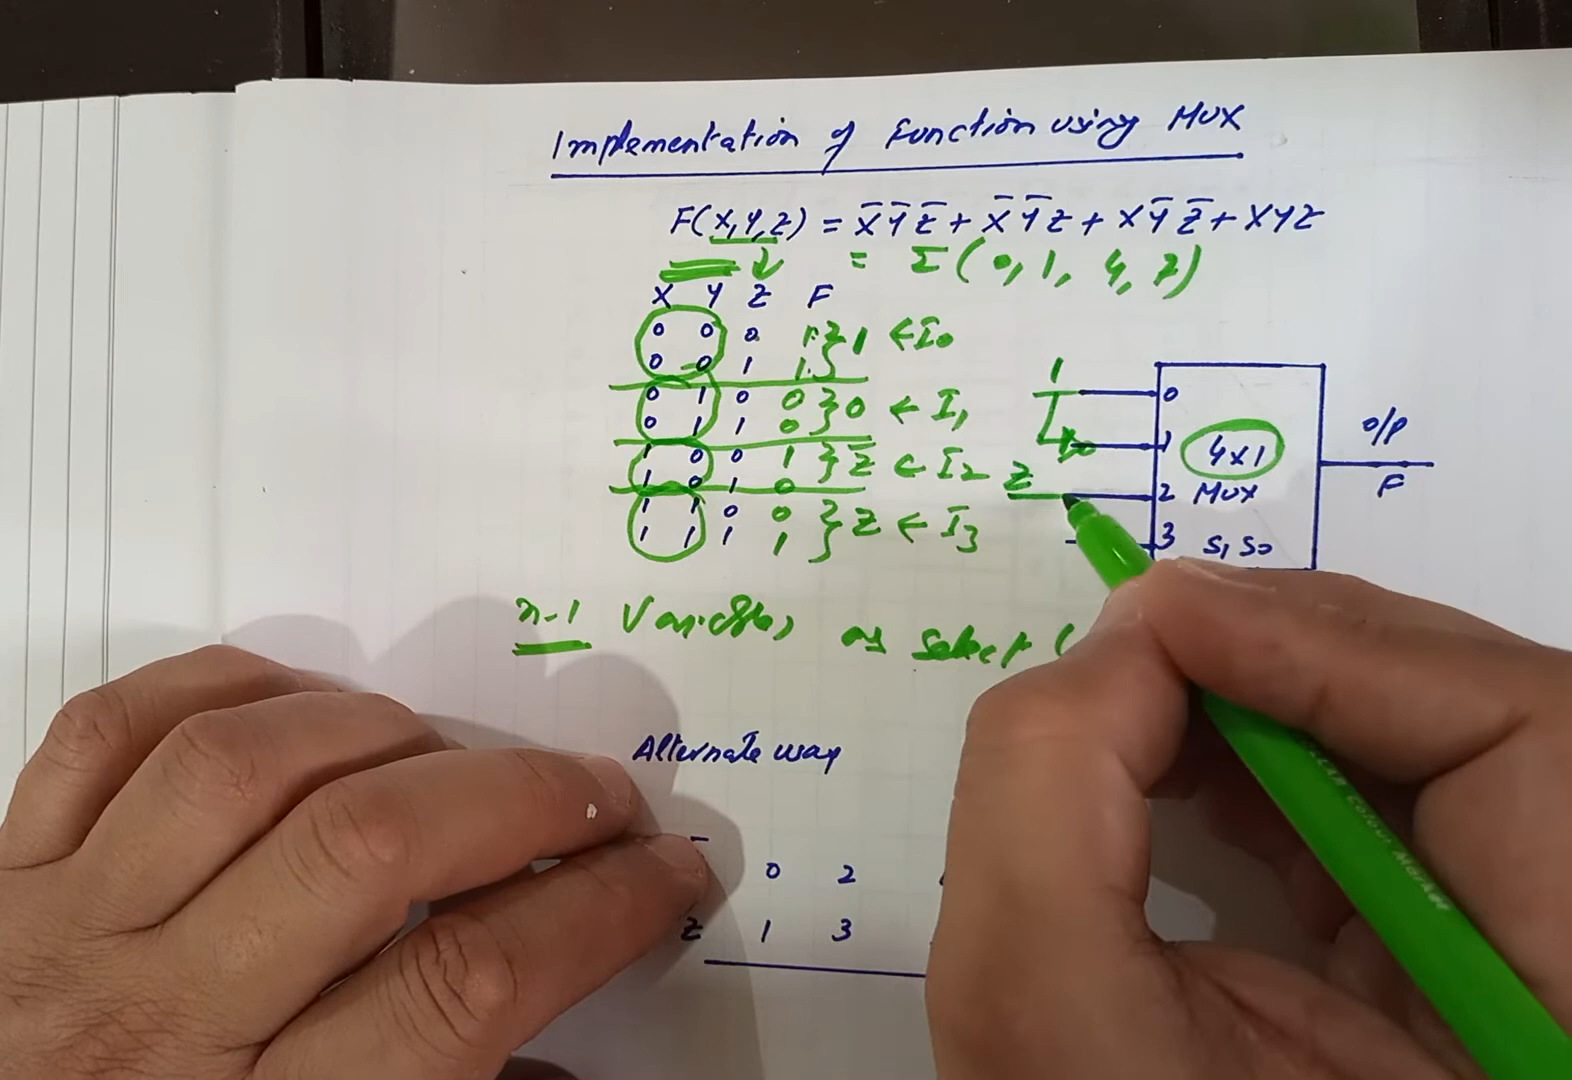 Implementation of Function using MUX
F(X,Y,Z) = X̅ Y̅ Z̅ + X̅ Y̅ Z + X Y̅ Z̅ + XYZ
= Σ(0, 1, 4, 7)
X Y Z F
0 0 0 1 } 1 ← I₀
0 0 1 1
0 1 0 0 } 0 ← I₁
0 1 1 0
1 0 0 1 } Z̅ ← I₂
1 0 1 0
1 1 0 0 } Z ← I₃
1 1 1 1
1 0
1
Z 2
3
4x1
MUX
S₁ S₀
O/P
F
n-1 Variables as select (
Alternate way
0 2
Z 1 3